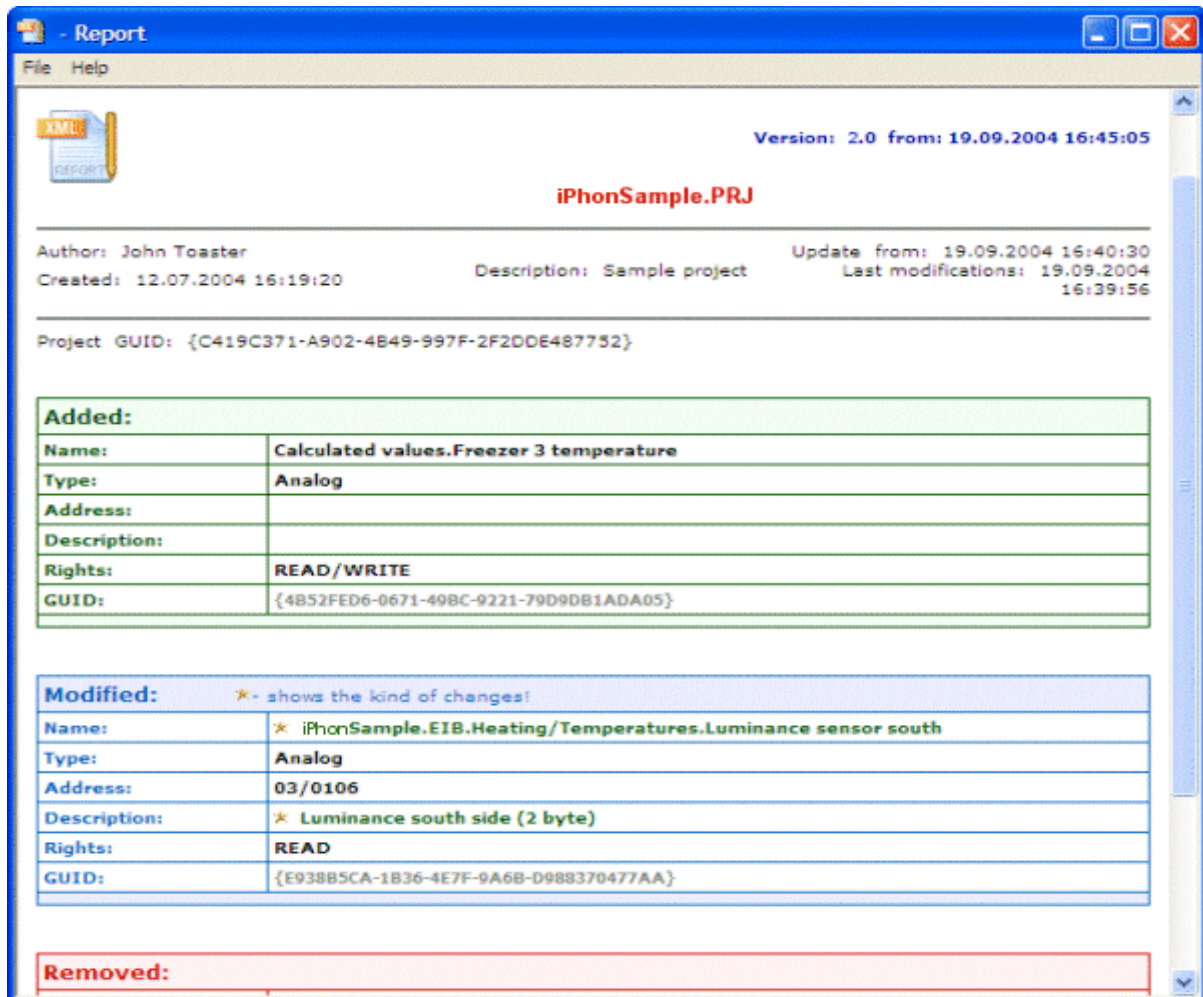 - Report
File Help
XML
REPORT
Version: 2.0 from: 19.09.2004 16:45:05
iPhonSample.PRJ
Author: John Toaster
Created: 12.07.2004 16:19:20
Description: Sample project
Update from: 19.09.2004 16:40:30
Last modifications: 19.09.2004
16:39:56
Project GUID: {C419C371-A902-4B49-997F-2F2DDE487752}
Added:
Name: Calculated values.Freezer 3 temperature
Type: Analog
Address:
Description:
Rights: READ/WRITE
GUID: {4B52FED6-0671-49BC-9221-79D9DB1ADA05}
Modified: *- shows the kind of changes!
Name: * iPhonSample.EIB.Heating/Temperatures.Luminance sensor south
Type: Analog
Address: 03/0106
Description: * Luminance south side (2 byte)
Rights: READ
GUID: {E938B5CA-1B36-4E7F-9A6B-D988370477AA}
Removed: